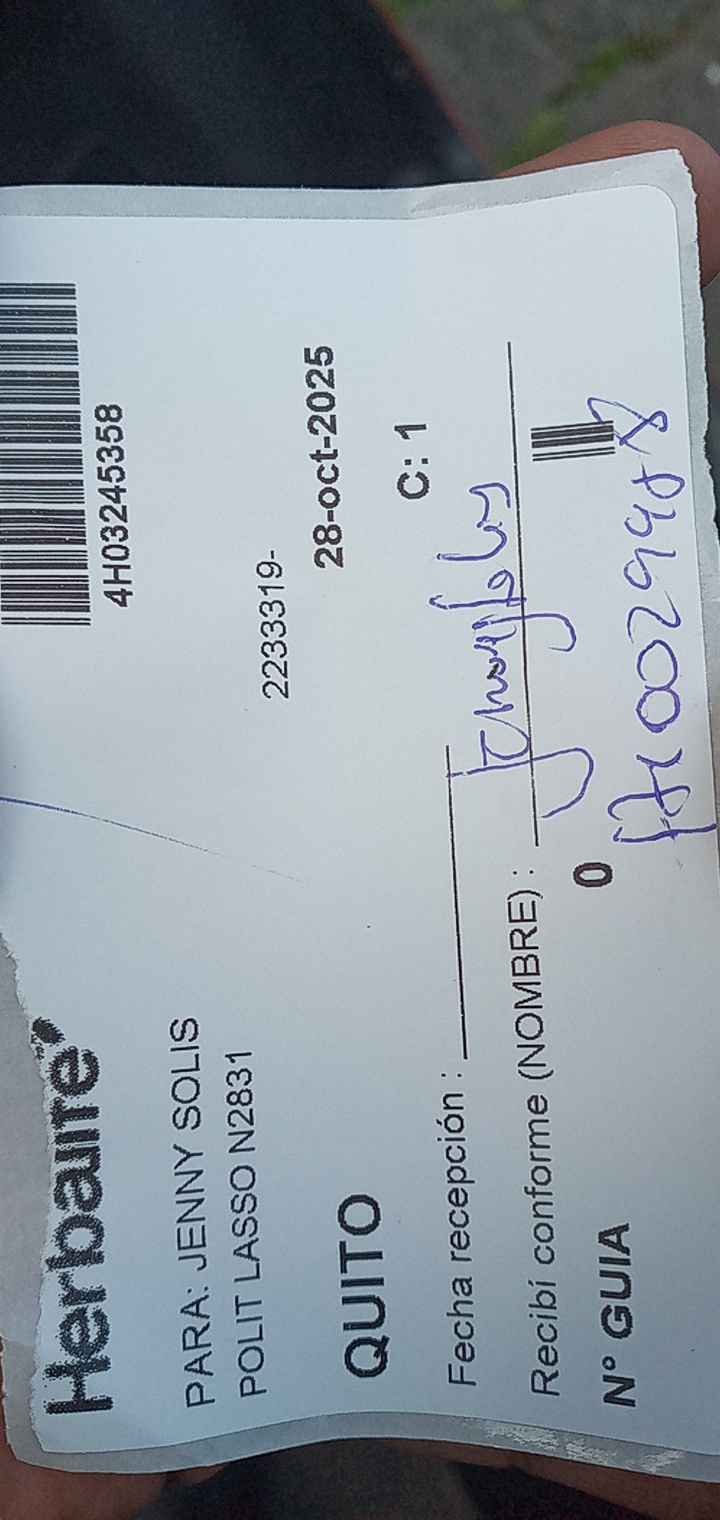 Herbalife
4H03245358
PARA: JENNY SOLIS
POLIT LASSO N2831
2233319-
QUITO
28-oct-2025
C: 1
Fecha recepción :
Recibí conforme (NOMBRE) :
Nº GUIA
0